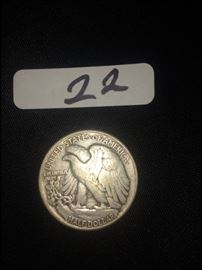 22
UNITED STATES OF AMERICA
HALF DOLLAR